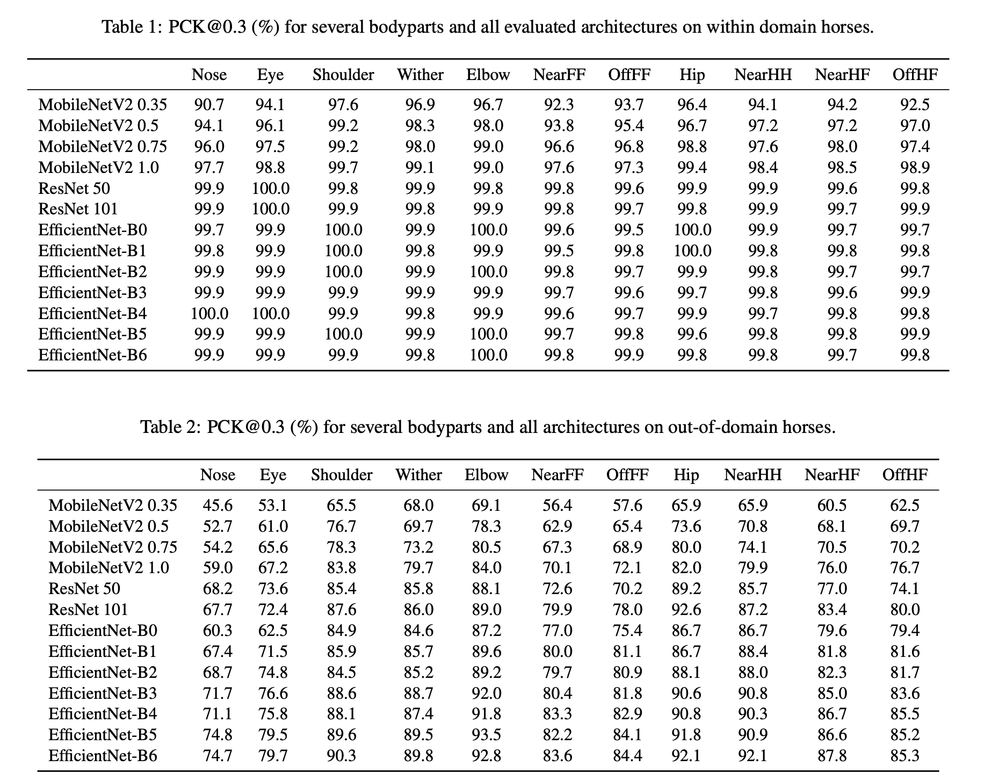 Table 1: PCK@0.3 (%) for several bodyparts and all evaluated architectures on within domain horses.
Nose Eye Shoulder Wither Elbow NearFF OffFF Hip NearHH NearHF OffHF
MobileNetV2 0.35 90.7 94.1 97.6 96.9 96.7 92.3 93.7 96.4 94.1 94.2 92.5
MobileNetV2 0.5 94.1 96.1 99.2 98.3 98.0 93.8 95.4 96.7 97.2 97.2 97.0
MobileNetV2 0.75 96.0 97.5 99.2 98.0 99.0 96.6 96.8 98.8 97.6 98.0 97.4
MobileNetV2 1.0 97.7 98.8 99.7 99.1 99.0 97.6 97.3 99.4 98.4 98.5 98.9
ResNet 50 99.9 100.0 99.8 99.9 99.8 99.8 99.6 99.9 99.9 99.6 99.8
ResNet 101 99.9 100.0 99.9 99.8 99.9 99.8 99.7 99.8 99.9 99.7 99.9
EfficientNet-B0 99.7 99.9 100.0 99.9 100.0 99.6 99.5 100.0 99.9 99.7 99.7
EfficientNet-B1 99.8 99.9 100.0 99.8 99.9 99.5 99.8 100.0 99.8 99.8 99.8
EfficientNet-B2 99.9 99.9 100.0 99.9 100.0 99.8 99.7 99.9 99.8 99.7 99.7
EfficientNet-B3 99.9 99.9 99.9 99.9 99.9 99.7 99.6 99.7 99.8 99.6 99.9
EfficientNet-B4 100.0 100.0 99.9 99.8 99.9 99.6 99.7 99.9 99.7 99.8 99.8
EfficientNet-B5 99.9 99.9 100.0 99.9 100.0 99.7 99.8 99.6 99.8 99.8 99.9
EfficientNet-B6 99.9 99.9 99.9 99.8 100.0 99.8 99.9 99.8 99.8 99.7 99.8
Table 2: PCK@0.3 (%) for several bodyparts and all architectures on out-of-domain horses.
Nose Eye Shoulder Wither Elbow NearFF OffFF Hip NearHH NearHF OffHF
MobileNetV2 0.35 45.6 53.1 65.5 68.0 69.1 56.4 57.6 65.9 65.9 60.5 62.5
MobileNetV2 0.5 52.7 61.0 76.7 69.7 78.3 62.9 65.4 73.6 70.8 68.1 69.7
MobileNetV2 0.75 54.2 65.6 78.3 73.2 80.5 67.3 68.9 80.0 74.1 70.5 70.2
MobileNetV2 1.0 59.0 67.2 83.8 79.7 84.0 70.1 72.1 82.0 79.9 76.0 76.7
ResNet 50 68.2 73.6 85.4 85.8 88.1 72.6 70.2 89.2 85.7 77.0 74.1
ResNet 101 67.7 72.4 87.6 86.0 89.0 79.9 78.0 92.6 87.2 83.4 80.0
EfficientNet-B0 60.3 62.5 84.9 84.6 87.2 77.0 75.4 86.7 86.7 79.6 79.4
EfficientNet-B1 67.4 71.5 85.9 85.7 89.6 80.0 81.1 86.7 88.4 81.8 81.6
EfficientNet-B2 68.7 74.8 84.5 85.2 89.2 79.7 80.9 88.1 88.0 82.3 81.7
EfficientNet-B3 71.7 76.6 88.6 88.7 92.0 80.4 81.8 90.6 90.8 85.0 83.6
EfficientNet-B4 71.1 75.8 88.1 87.4 91.8 83.3 82.9 90.8 90.3 86.7 85.5
EfficientNet-B5 74.8 79.5 89.6 89.5 93.5 82.2 84.1 91.8 90.9 86.6 85.2
EfficientNet-B6 74.7 79.7 90.3 89.8 92.8 83.6 84.4 92.1 92.1 87.8 85.3